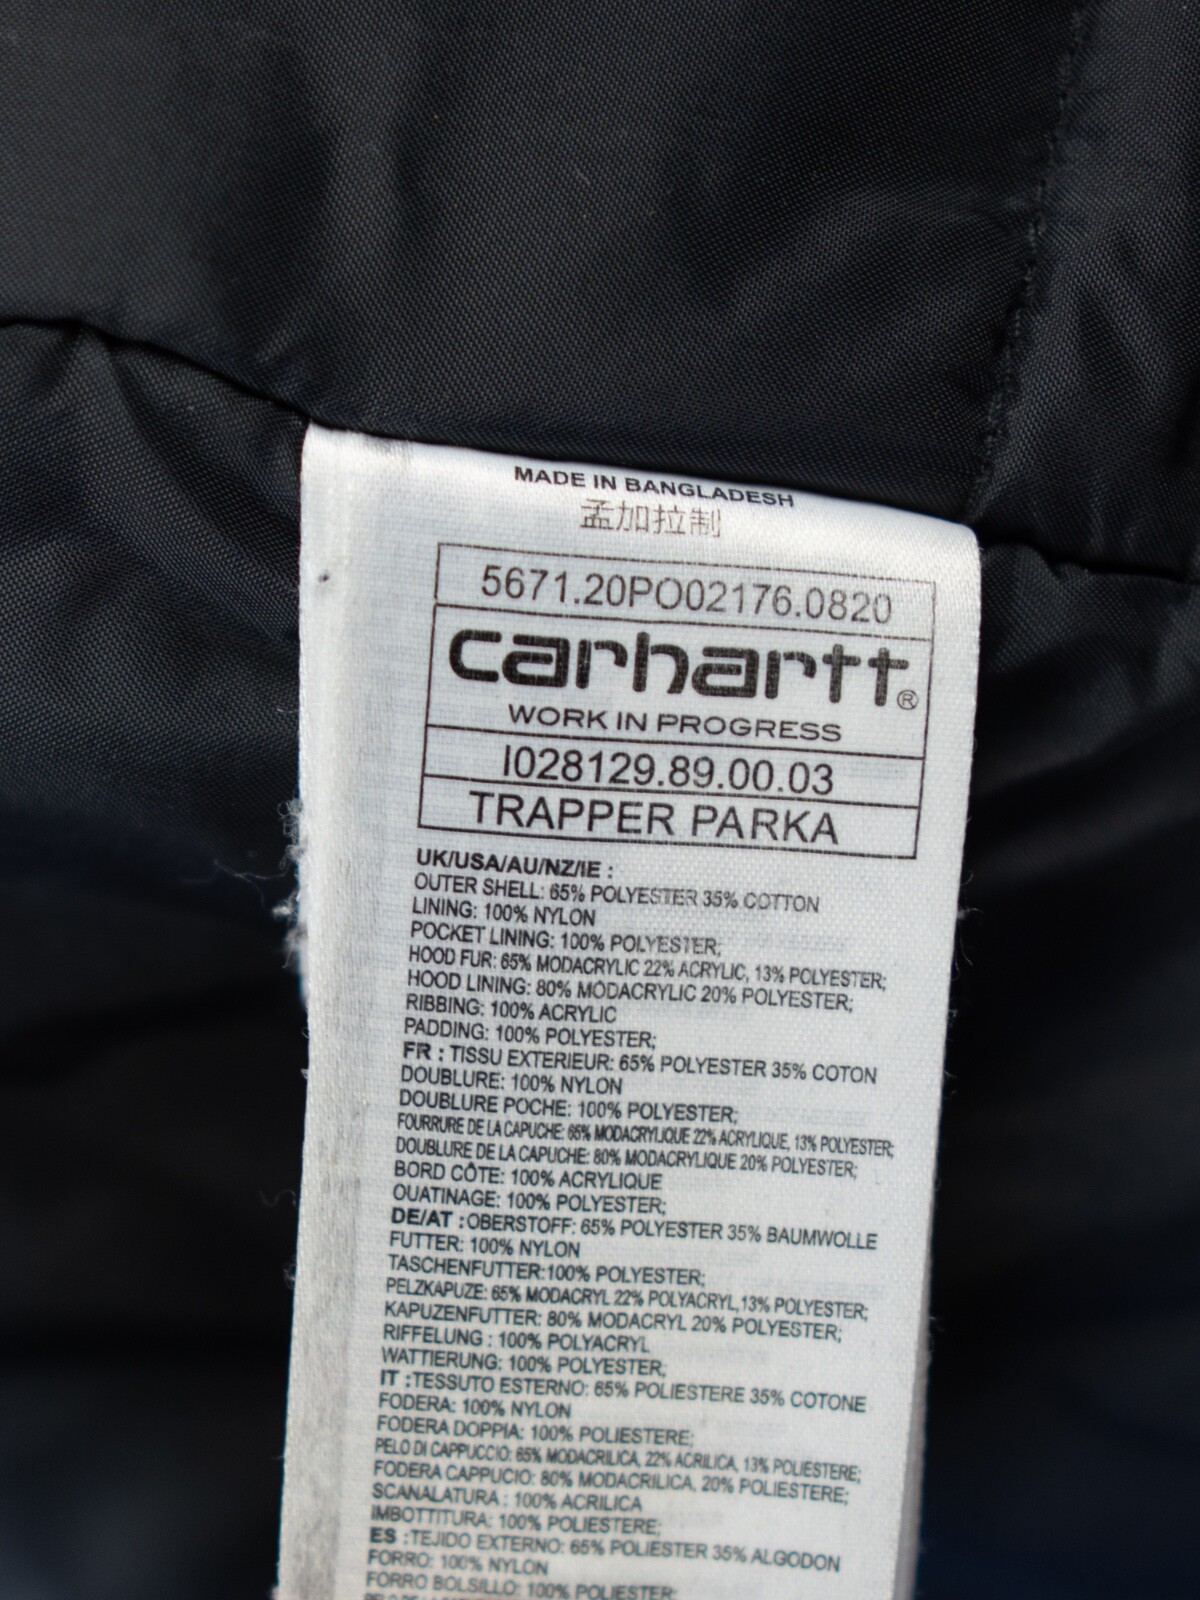 MADE IN BANGLADESH
孟加拉制
5671.20PO02176.0820
carhartt®
WORK IN PROGRESS
I028129.89.00.03
TRAPPER PARKA
UK/USA/AU/NZ/IE :
OUTER SHELL: 65% POLYESTER 35% COTTON
LINING: 100% NYLON
POCKET LINING: 100% POLYESTER;
HOOD FUR: 65% MODACRYLIC 22% ACRYLIC, 13% POLYESTER;
HOOD LINING: 80% MODACRYLIC 20% POLYESTER;
RIBBING: 100% ACRYLIC
PADDING: 100% POLYESTER;
FR : TISSU EXTERIEUR: 65% POLYESTER 35% COTON
DOUBLURE: 100% NYLON
DOUBLURE POCHE: 100% POLYESTER;
FOURRURE DE LA CAPUCHE: 65% MODACRYLIQUE 22% ACRYLIQUE, 13% POLYESTER;
DOUBLURE DE LA CAPUCHE: 80% MODACRYLIQUE 20% POLYESTER;
BORD CÔTE: 100% ACRYLIQUE
OUATINAGE: 100% POLYESTER;
DE/AT :OBERSTOFF: 65% POLYESTER 35% BAUMWOLLE
FUTTER: 100% NYLON
TASCHENFUTTER:100% POLYESTER;
PELZKAPUZE: 65% MODACRYL 22% POLYACRYL,13% POLYESTER;
KAPUZENFUTTER: 80% MODACRYL 20% POLYESTER;
RIFFELUNG : 100% POLYACRYL
WATTIERUNG: 100% POLYESTER;
IT :TESSUTO ESTERNO: 65% POLIESTERE 35% COTONE
FODERA: 100% NYLON
FODERA DOPPIA: 100% POLIESTERE;
PELO DI CAPPUCCIO: 65% MODACRILICA, 22% ACRILICA, 13% POLIESTERE;
FODERA CAPPUCIO: 80% MODACRILICA, 20% POLIESTERE;
SCANALATURA : 100% ACRILICA
IMBOTTITURA: 100% POLIESTERE;
ES :TEJIDO EXTERNO: 65% POLIESTER 35% ALGODON
FORRO: 100% NYLON
FORRO BOLSILLO: 100% POLIESTER;